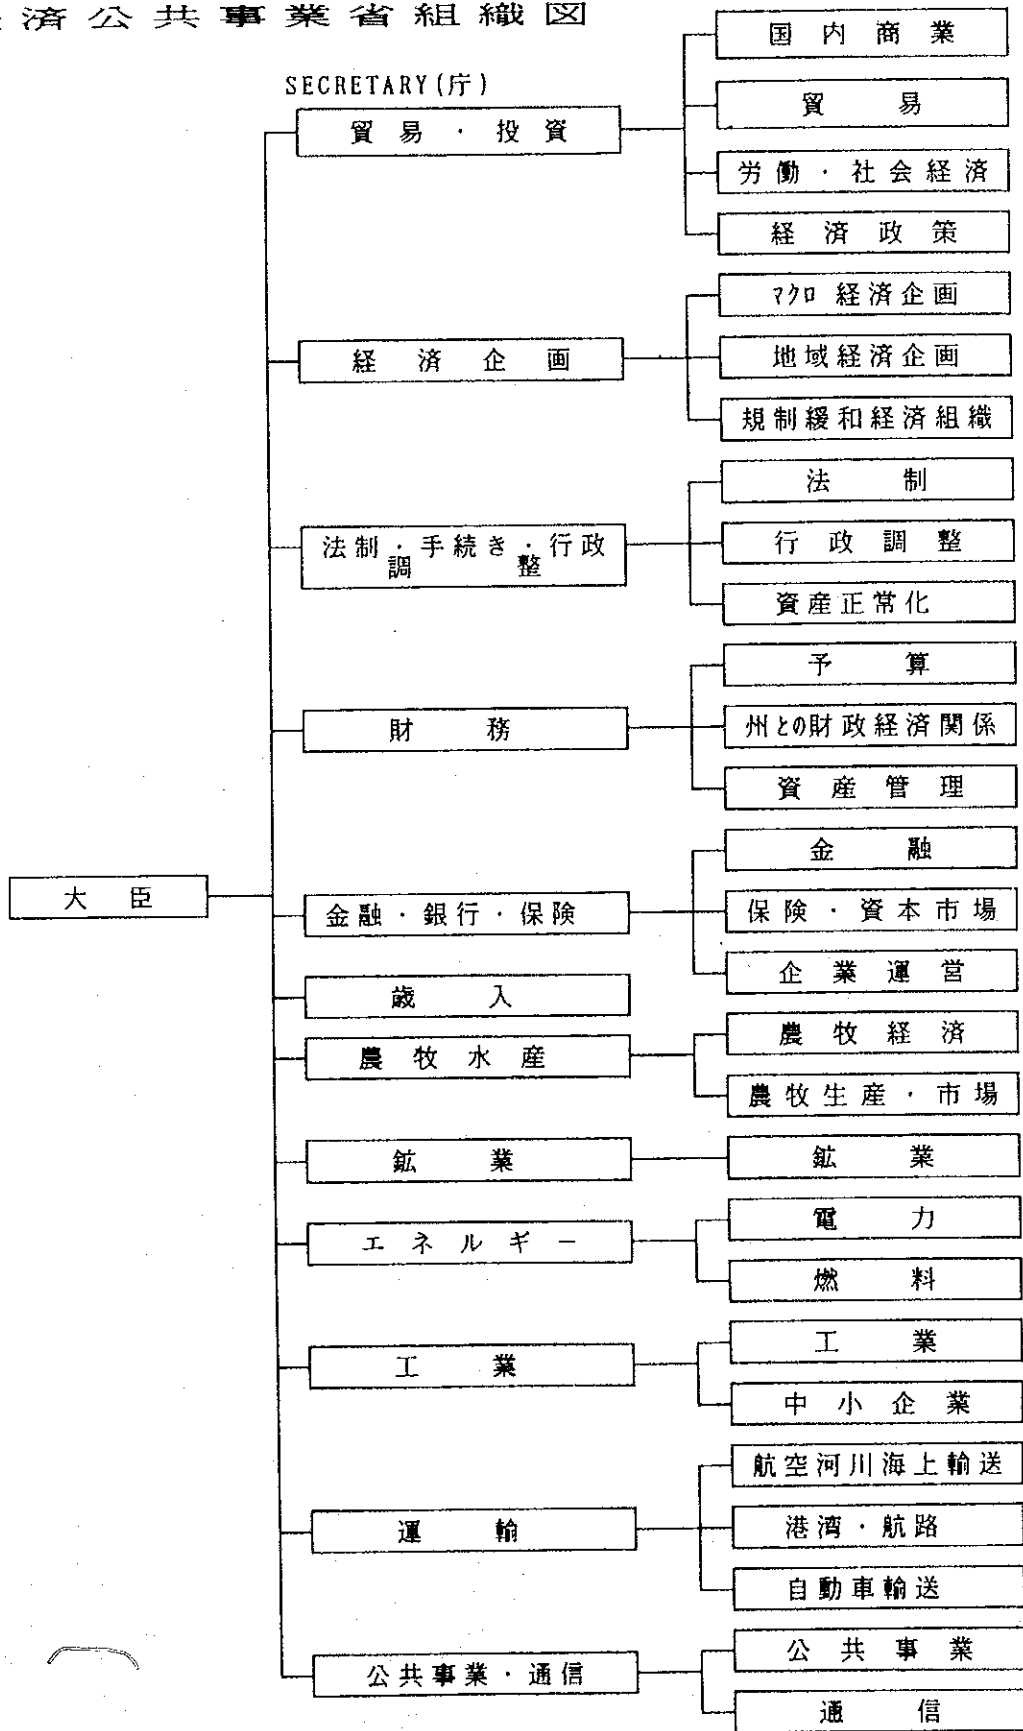 済公共事業省組織図
SECRETARY(庁)
大臣
貿易・投資
国内商業
貿易
労働・社会経済
経済政策
経済企画
マクロ 経済企画
地域経済企画
規制緩和経済組織
法制・手続き・行政
調整
法制
行政調整
資産正常化
財務
予算
州との財政経済関係
資産管理
金融・銀行・保険
金融
保険・資本市場
企業運営
歳入
農牧水産
農牧経済
農牧生産・市場
鉱業
鉱業
エネルギー
電力
燃料
工業
工業
中小企業
運輸
航空河川海上輸送
港湾・航路
自動車輸送
公共事業・通信
公共事業
通信